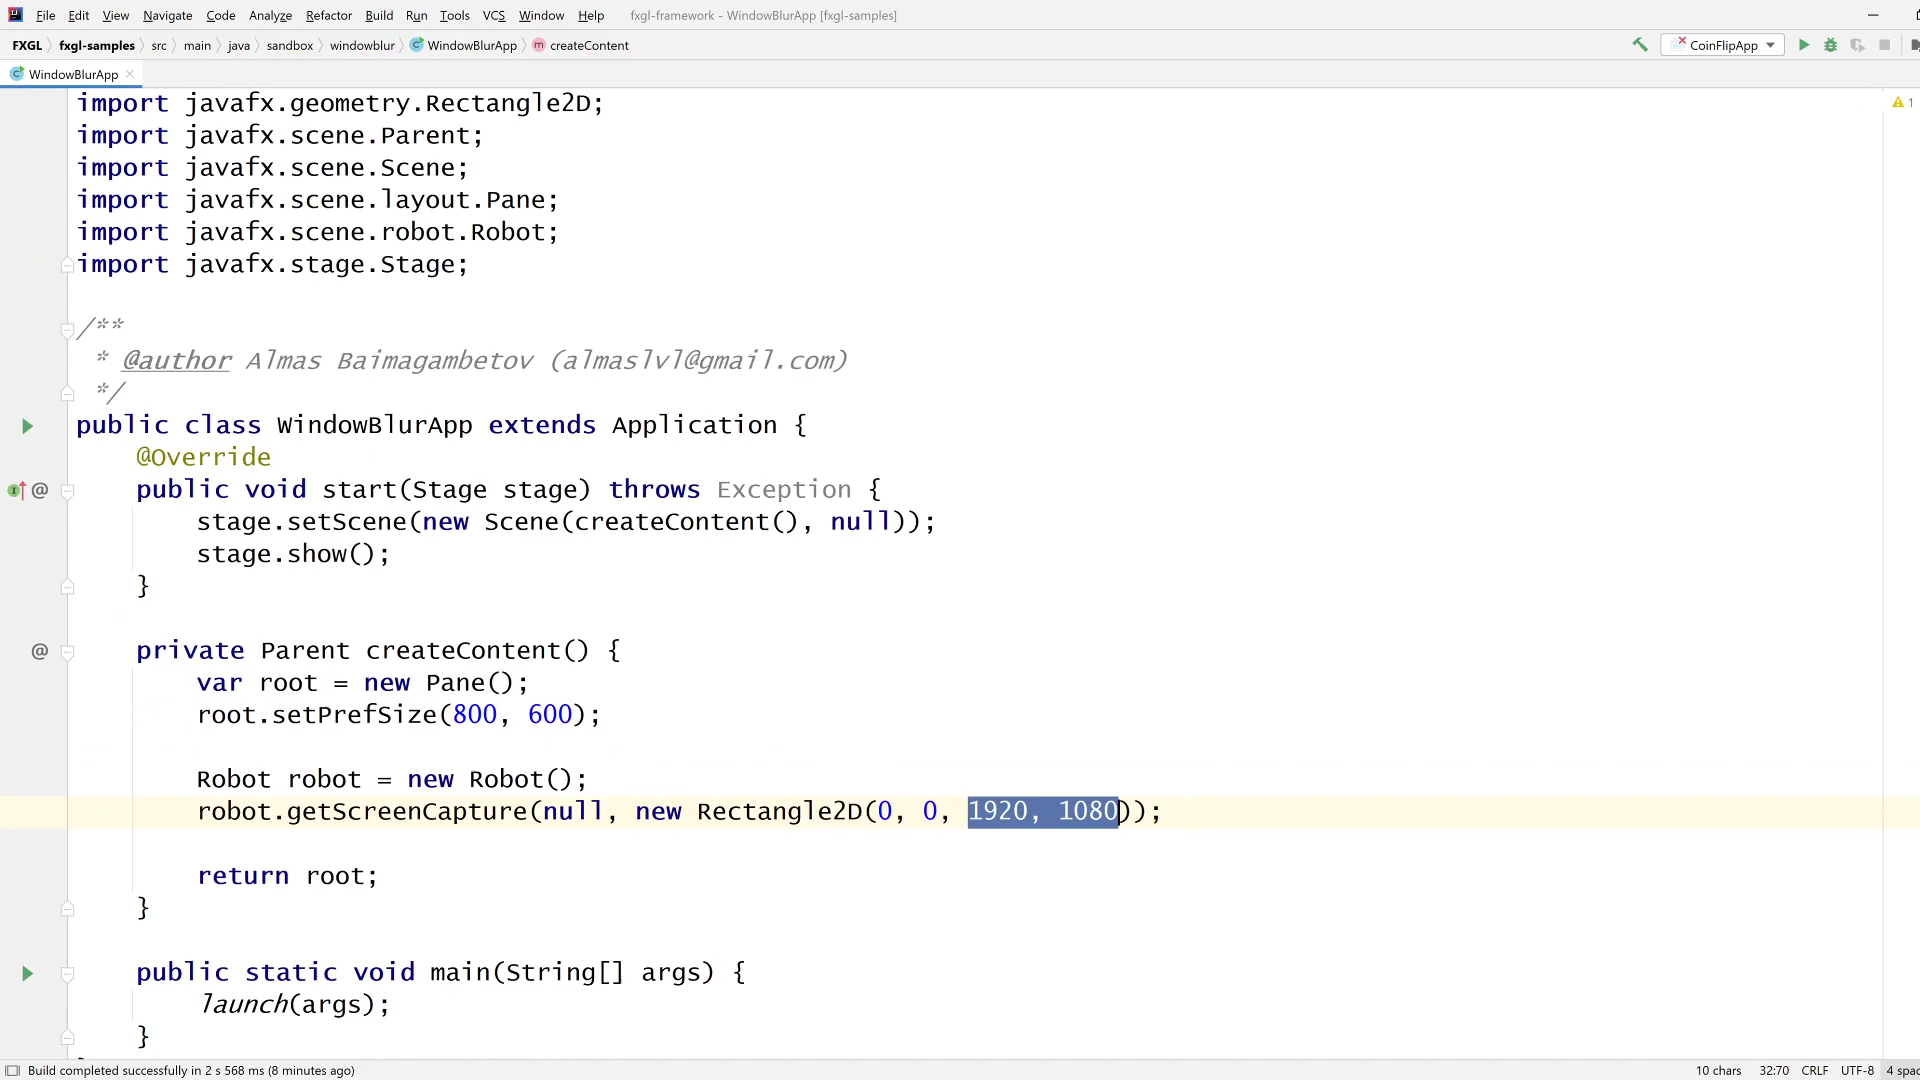 File Edit View Navigate Code Analyze Refactor Build Run Tools VCS Window Help fxgl-framework - WindowBlurApp [fxgl-samples]
FXGL fxgl-samples src main java sandbox windowblur WindowBlurApp createContent CoinFlipApp
WindowBlurApp
import javafx.geometry.Rectangle2D;
1
import javafx.scene.Parent;
import javafx.scene.Scene;
import javafx.scene.layout.Pane;
import javafx.scene.robot.Robot;
import javafx.stage.Stage;
/**
* @author Almas Baimagambetov (almaslvl@gmail.com)
*/
public class WindowBlurApp extends Application {
@Override
public void start(Stage stage) throws Exception {
stage.setScene(new Scene(createContent(), null));
stage.show();
}
private Parent createContent() {
var root = new Pane();
root.setPrefSize(800, 600);
Robot robot = new Robot();
robot.getScreenCapture(null, new Rectangle2D(0, 0, 1920, 1080));
return root;
}
public static void main(String[] args) {
launch(args);
}
Build completed successfully in 2 s 568 ms (8 minutes ago) 10 chars 32:70 CRLF UTF-8 4 spac